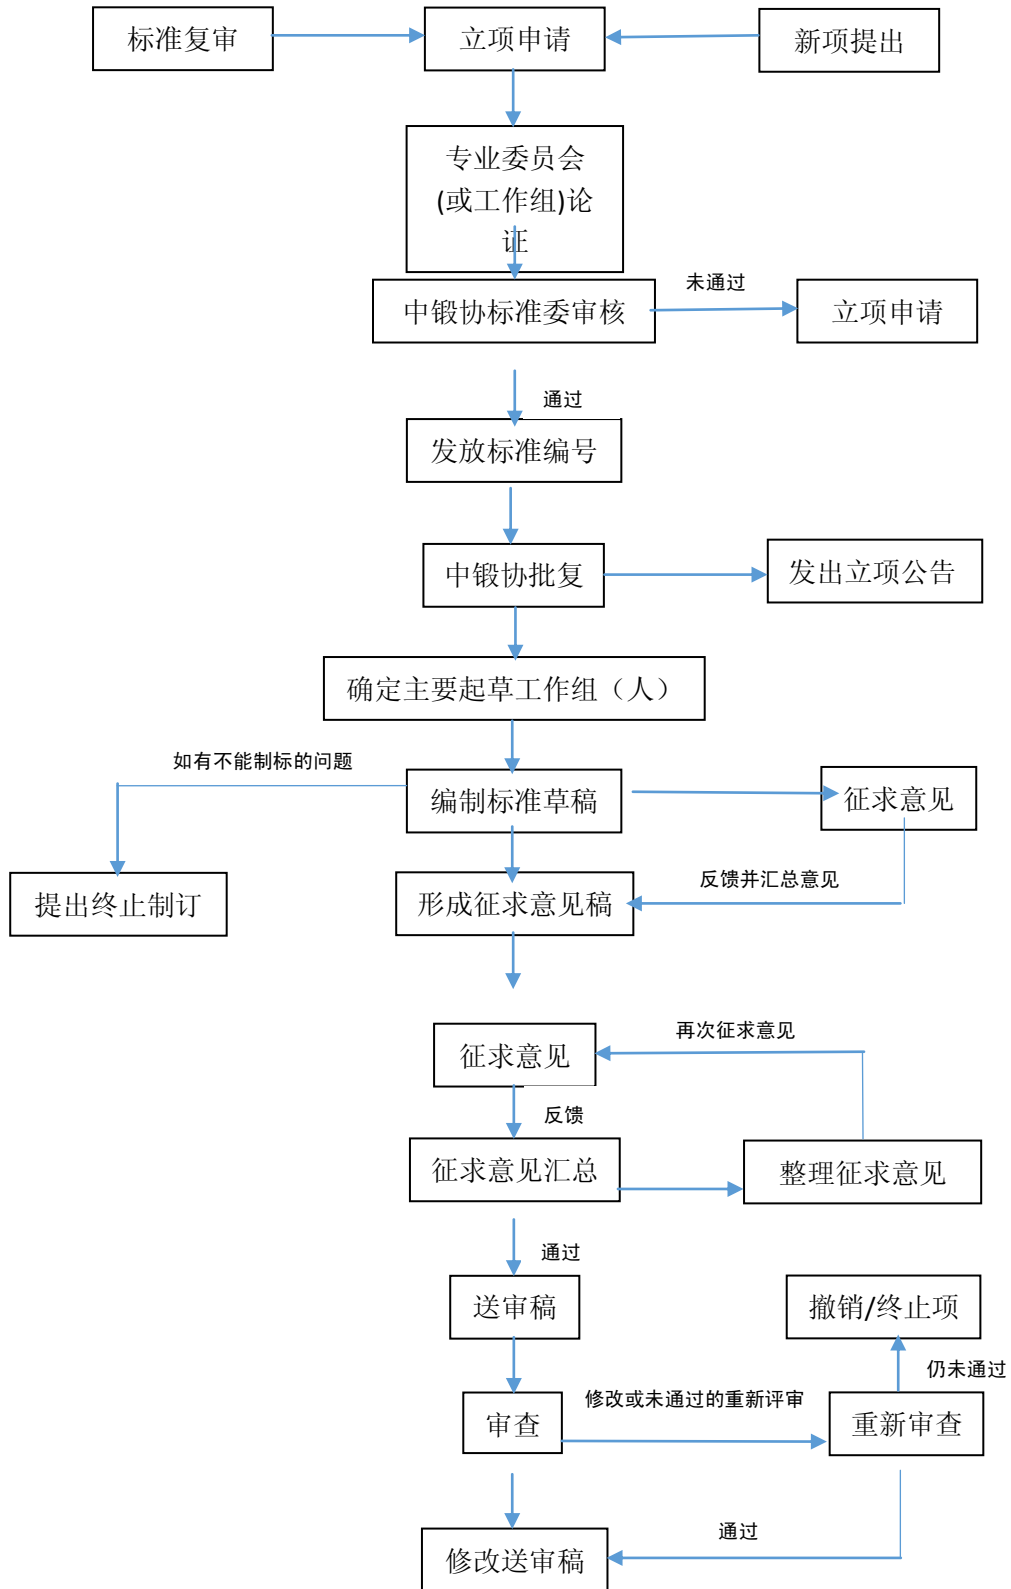 标准复审
立项申请
新项提出
专业委员会
(或工作组)论
证
未通过
中锻协标准委审核
立项申请
通过
发放标准编号
中锻协批复
发出立项公告
确定主要起草工作组（人）
如有不能制标的问题
编制标准草稿
征求意见
反馈并汇总意见
提出终止制订
形成征求意见稿
再次征求意见
征求意见
反馈
征求意见汇总
整理征求意见
通过
送审稿
撤销/终止项
仍未通过
修改或未通过的重新评审
审查
重新审查
通过
修改送审稿